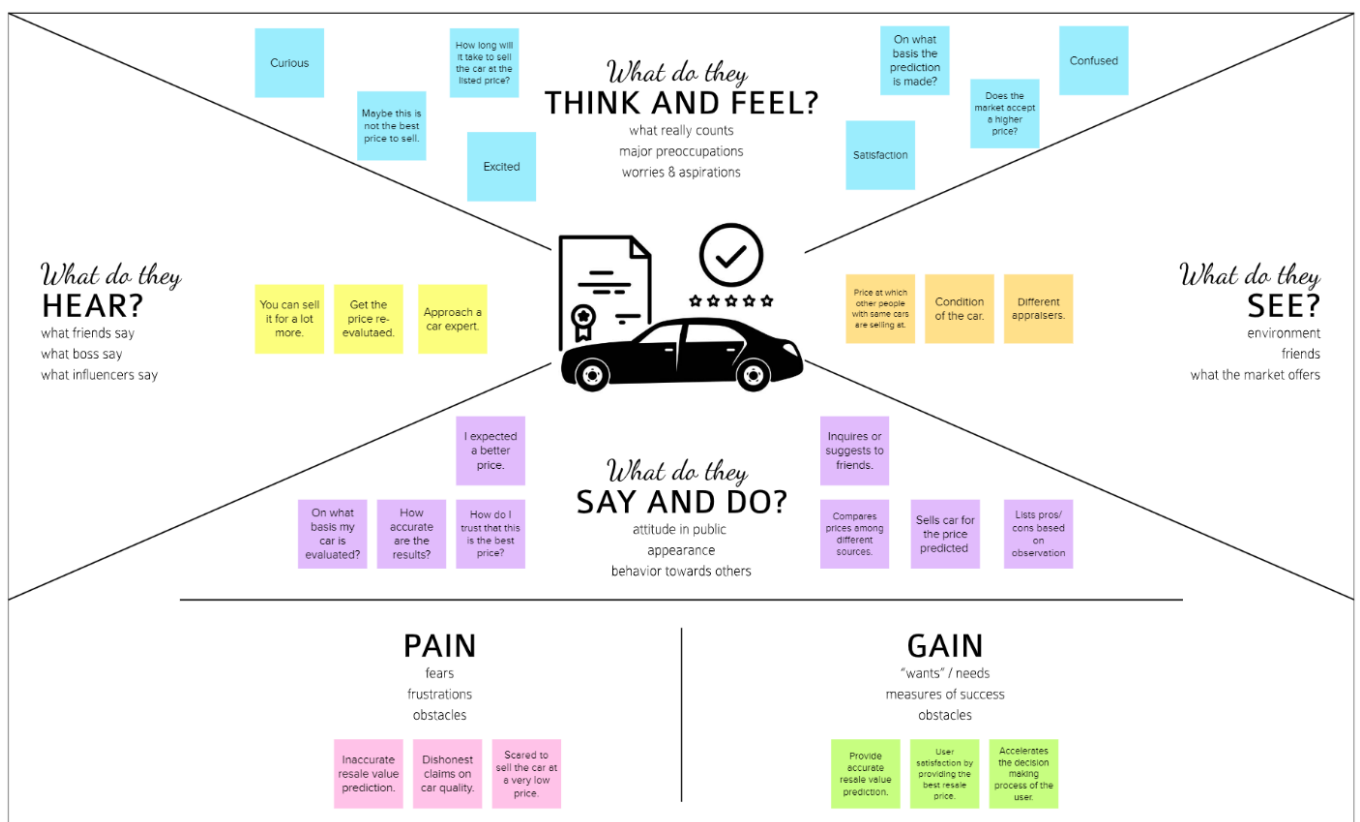 Curious
Maybe this is
not the best
price to sell.
How long will
it take to sell
the car at the
listed price?
Excited
What do they
THINK AND FEEL?
what really counts
major preoccupations
worries & aspirations
On what
basis the
prediction
is made?
Satisfaction
Does the
market accept
a higher
price?
Confused
What do they
HEAR?
what friends say
what boss say
what influencers say
You can sell
it for a lot
more.
Get the
price re-
evalutaed.
Approach a
car expert.
Price at which
other people
with same cars
are selling at.
Condition
of the car.
Different
appraisers.
What do they
SEE?
environment
friends
what the market offers
I expected
a better
price.
On what
basis my
car is
evaluated?
How
accurate
are the
results?
How do I
trust that this
is the best
price?
What do they
SAY AND DO?
attitude in public
appearance
behavior towards others
Inquires or
suggests to
friends.
Compares
prices among
different
sources.
Sells car for
the price
predicted
Lists pros/
cons based
on
observation
PAIN
fears
frustrations
obstacles
Inaccurate
resale value
prediction.
Dishonest
claims on
car quality.
Scared to
sell the car at
a very low
price.
GAIN
"wants" / needs
measures of success
obstacles
Provide
accurate
resale value
prediction.
User
satisfaction by
providing the
best resale
price.
Accelerates
the decision
making
process of the
user.